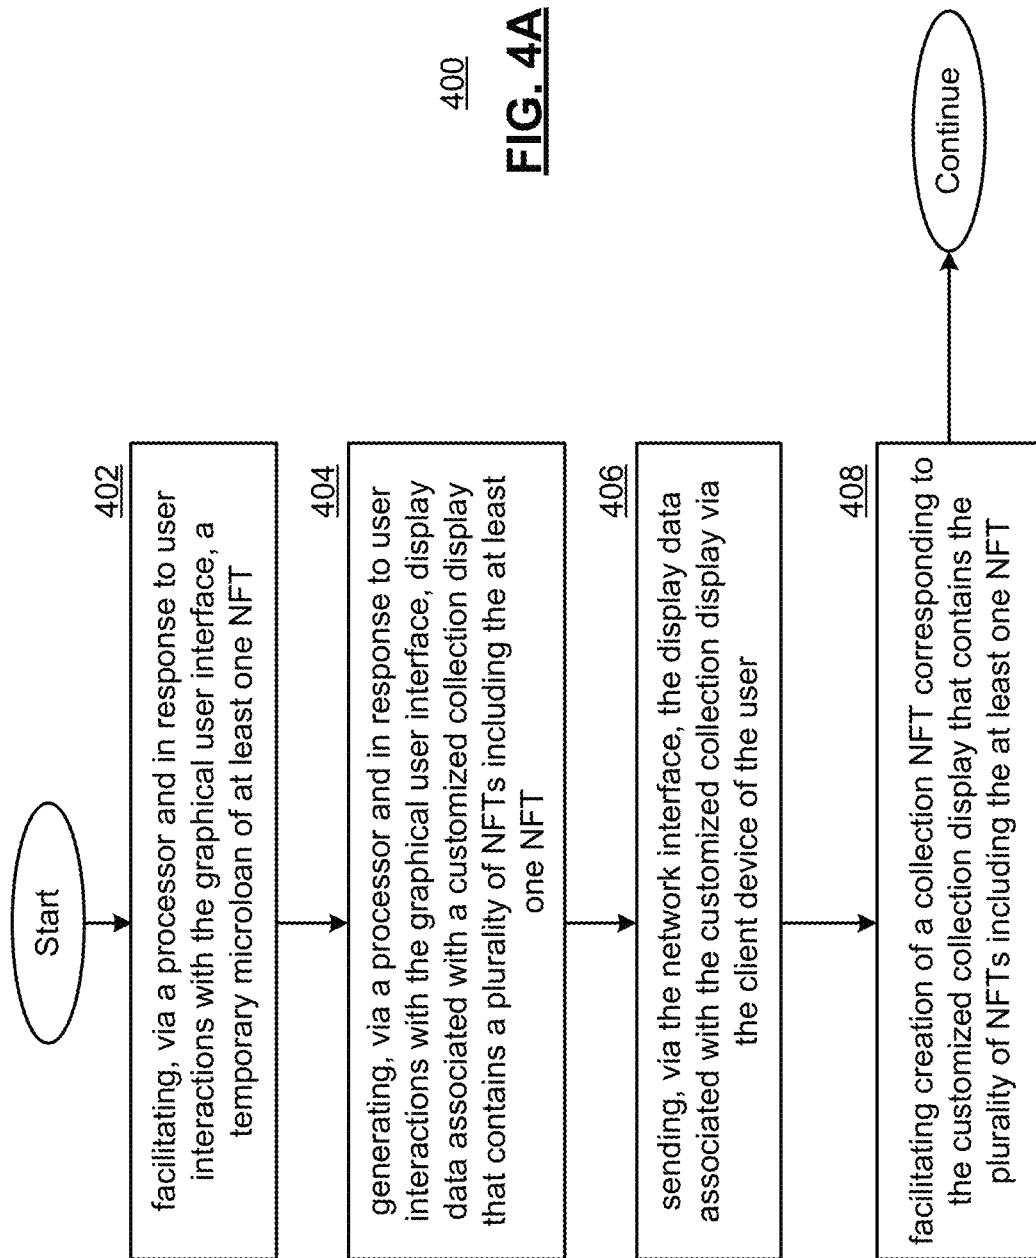 Start
402
facilitating, via a processor and in response to user
interactions with the graphical user interface, a
temporary microloan of at least one NFT
404
generating, via a processor and in response to user
interactions with the graphical user interface, display
data associated with a customized collection display
that contains a plurality of NFTs including the at least
one NFT
406
sending, via the network interface, the display data
associated with the customized collection display via
the client device of the user
408
facilitating creation of a collection NFT corresponding to
the customized collection display that contains the
plurality of NFTs including the at least one NFT
Continue
400
FIG. 4A